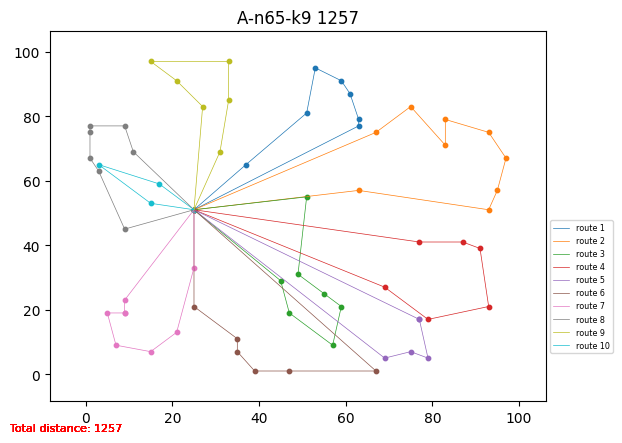 A-n65-k9 1257
100
80
60
40
20
0
0 20 40 60 80 100
route 1
route 2
route 3
route 4
route 5
route 6
route 7
route 8
route 9
route 10
Total distance: 1257